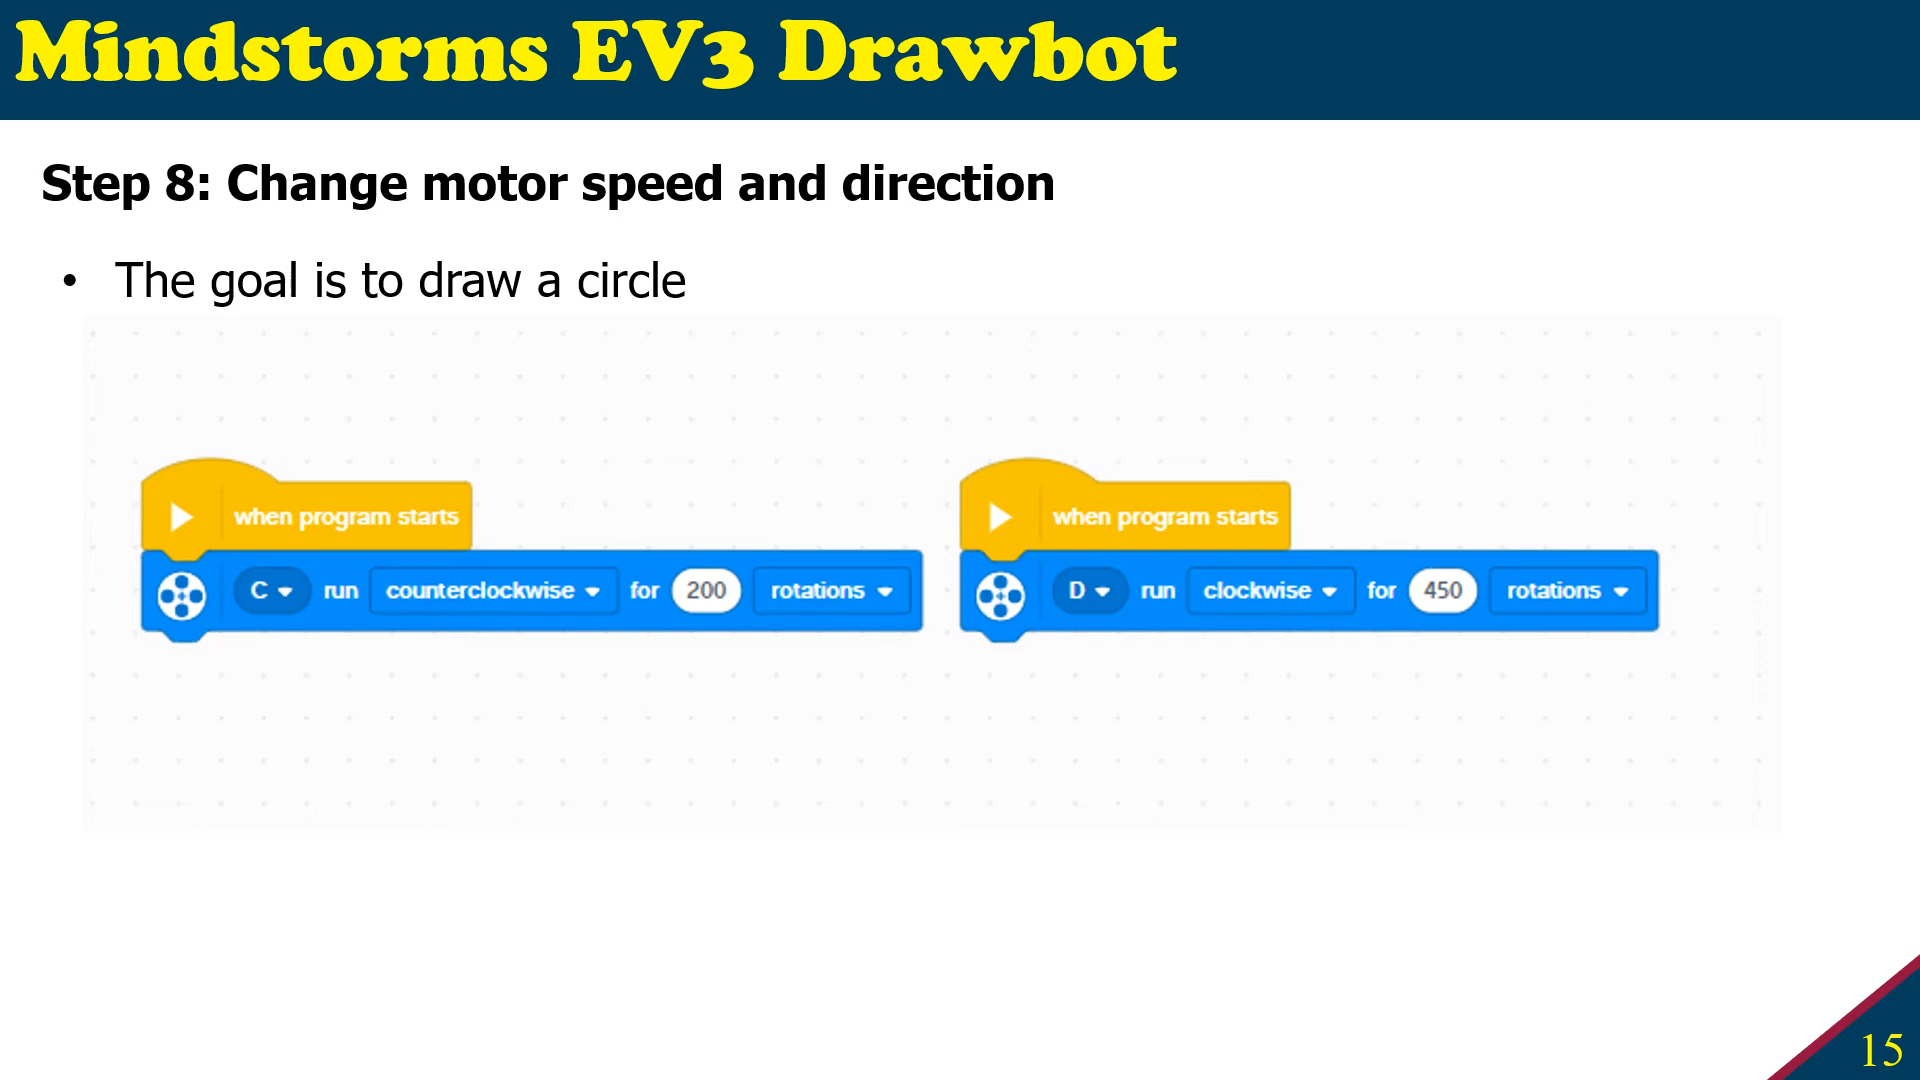 Mindstorms EV3 Drawbot
Step 8: Change motor speed and direction
• The goal is to draw a circle
when program starts
C run counterclockwise for 200 rotations
when program starts
D run clockwise for 450 rotations
15